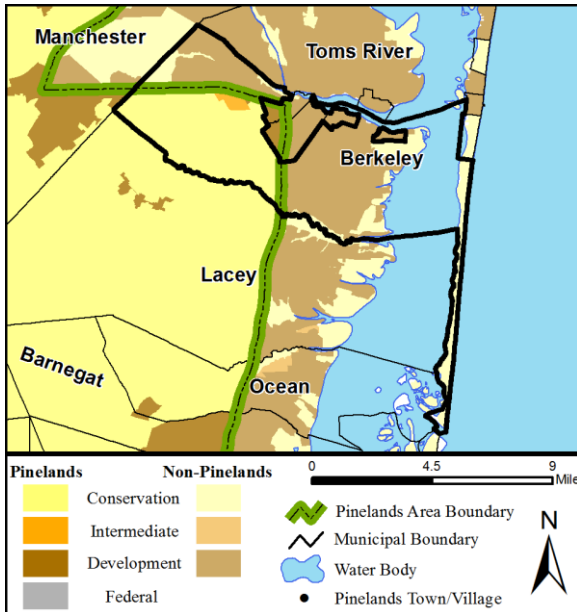 Manchester
Toms River
Berkeley
Lacey
Barnegat
Ocean
Pinelands Non-Pinelands
Conservation
Intermediate
Development
Federal
0 4.5 9
Mile
Pinelands Area Boundary
Municipal Boundary
Water Body
Pinelands Town/Village
N